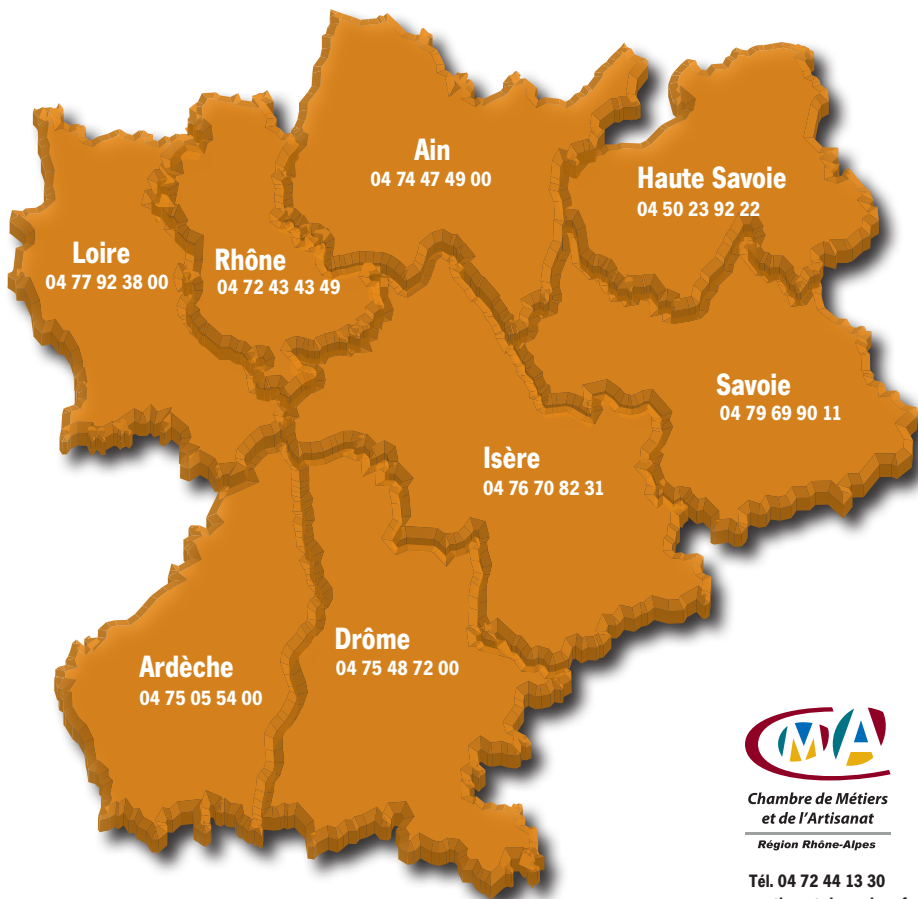 Ain
04 74 47 49 00
Haute Savoie
04 50 23 92 22
Loire
04 77 92 38 00
Rhône
04 72 43 43 49
Savoie
04 79 69 90 11
Isère
04 76 70 82 31
Drôme
04 75 48 72 00
Ardèche
04 75 05 54 00
CMA
Chambre de Métiers
et de l'Artisanat
Région Rhône-Alpes
Tél. 04 72 44 13 30